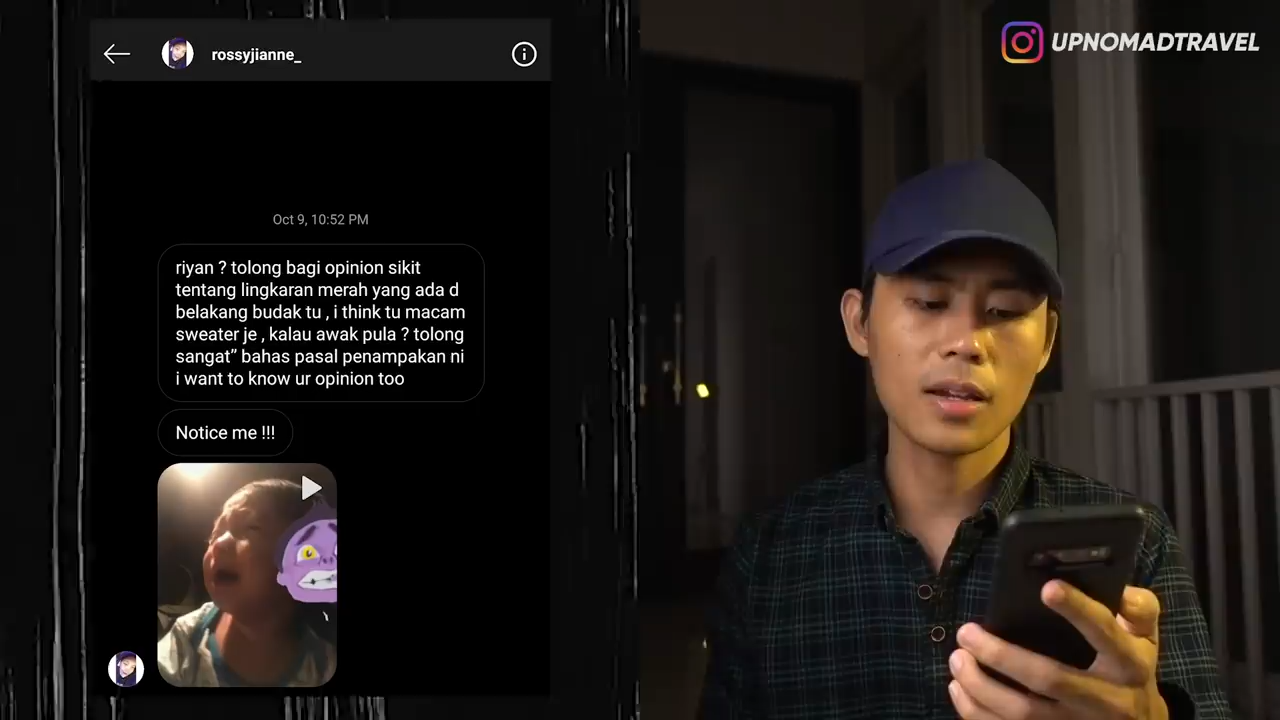 rossyjianne_
UPNOMADTRAVEL
Oct 9, 10:52 PM
riyan ? tolong bagi opinion sikit
tentang lingkaran merah yang ada d
belakang budak tu , i think tu macam
sweater je , kalau awak pula ? tolong
sangat” bahas pasal penampakan ni
i want to know ur opinion too
Notice me !!!